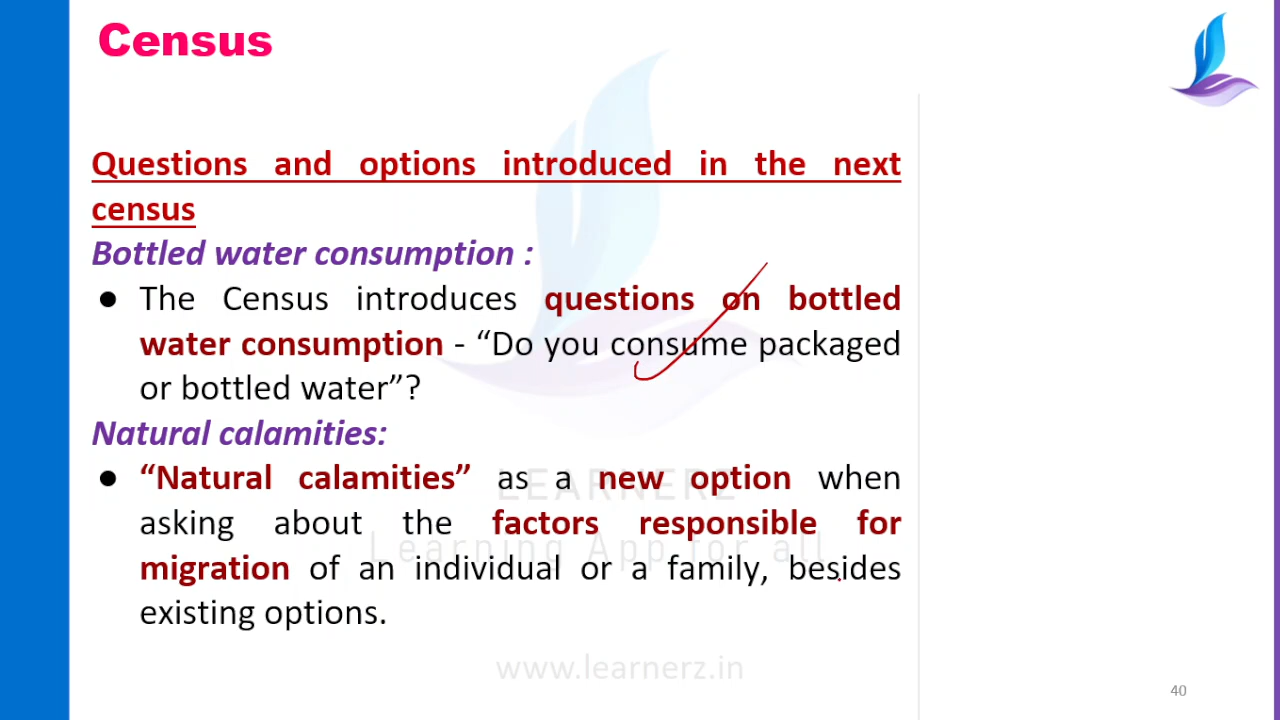 Census
Questions and options introduced in the next
census
Bottled water consumption :
● The Census introduces questions on bottled
water consumption - “Do you consume packaged
or bottled water”?
Natural calamities:
● “Natural calamities” as a new option when
asking about the factors responsible for
migration of an individual or a family, besides
existing options.
LEARNERZ
Learning App for all
www.learnerz.in
40